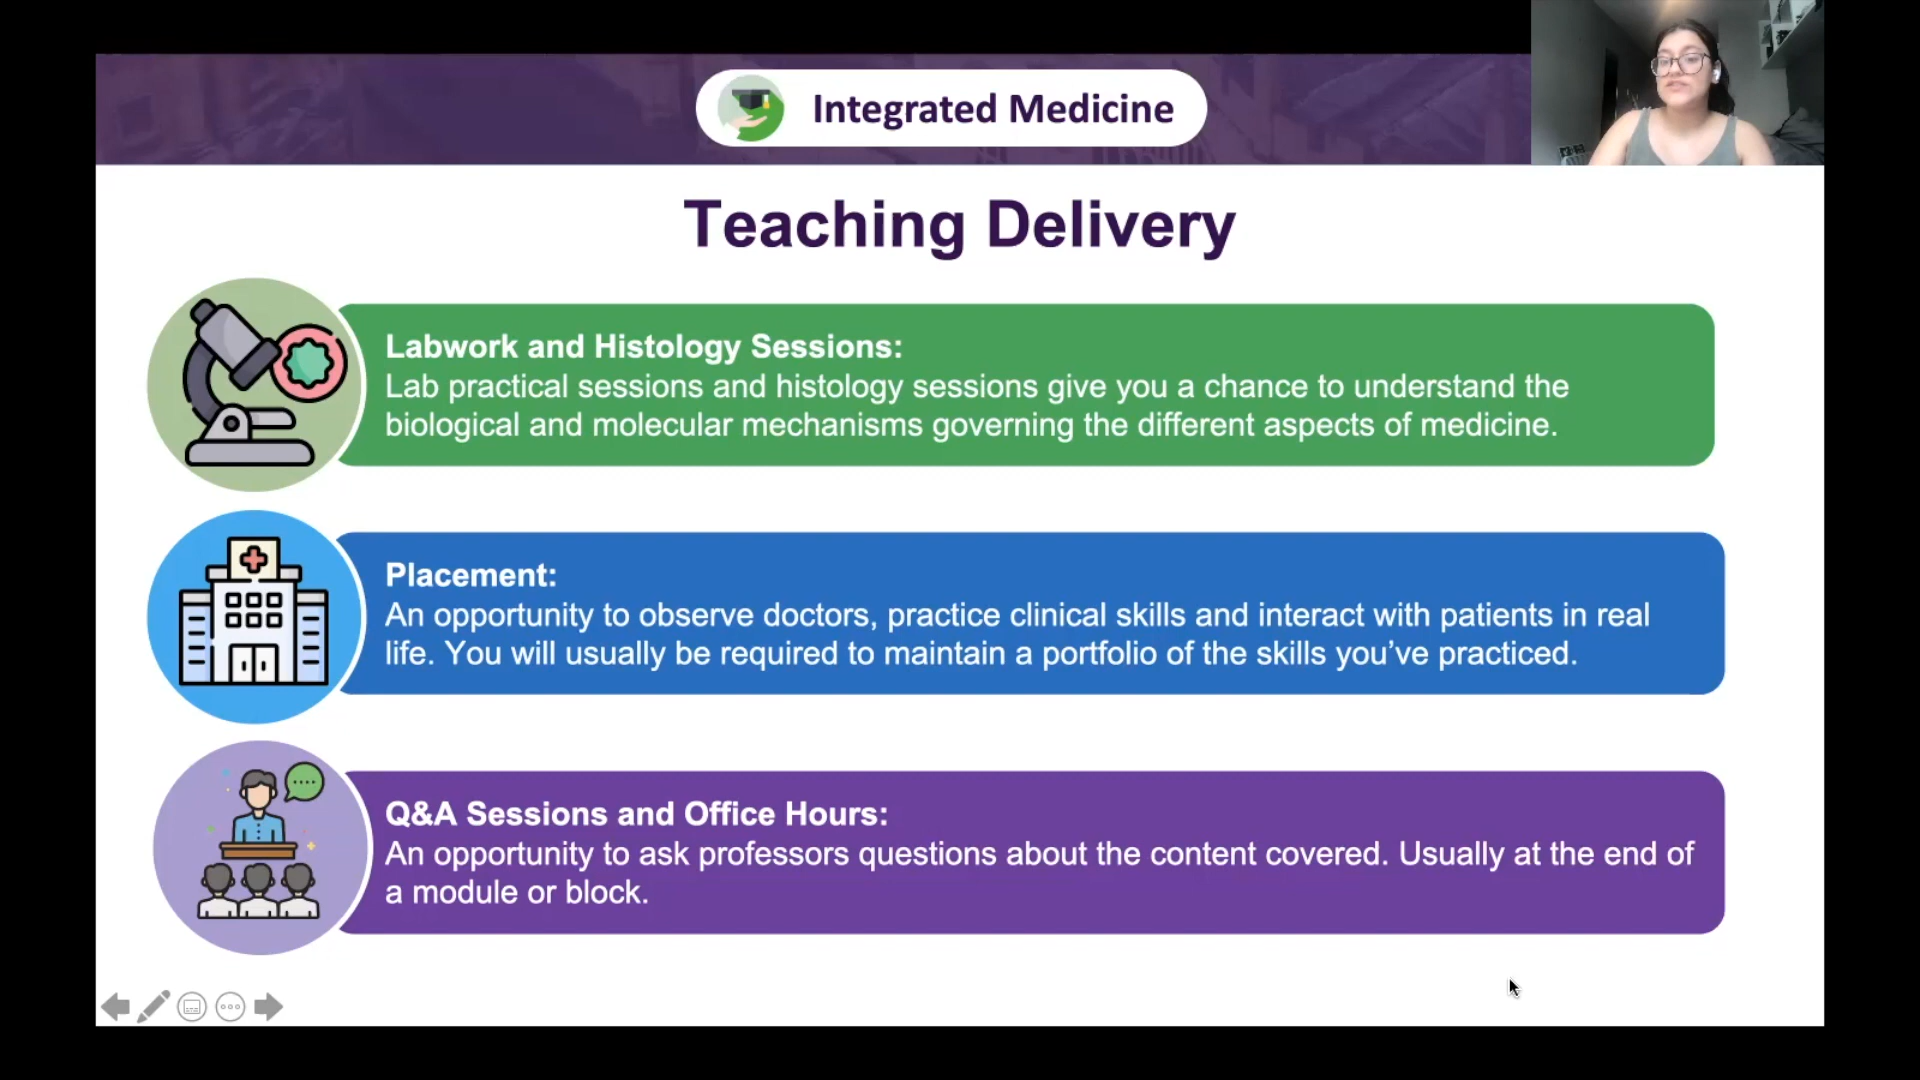 Integrated Medicine
Teaching Delivery
Labwork and Histology Sessions:
Lab practical sessions and histology sessions give you a chance to understand the
biological and molecular mechanisms governing the different aspects of medicine.
Placement:
An opportunity to observe doctors, practice clinical skills and interact with patients in real
life. You will usually be required to maintain a portfolio of the skills you’ve practiced.
Q&A Sessions and Office Hours:
An opportunity to ask professors questions about the content covered. Usually at the end of
a module or block.